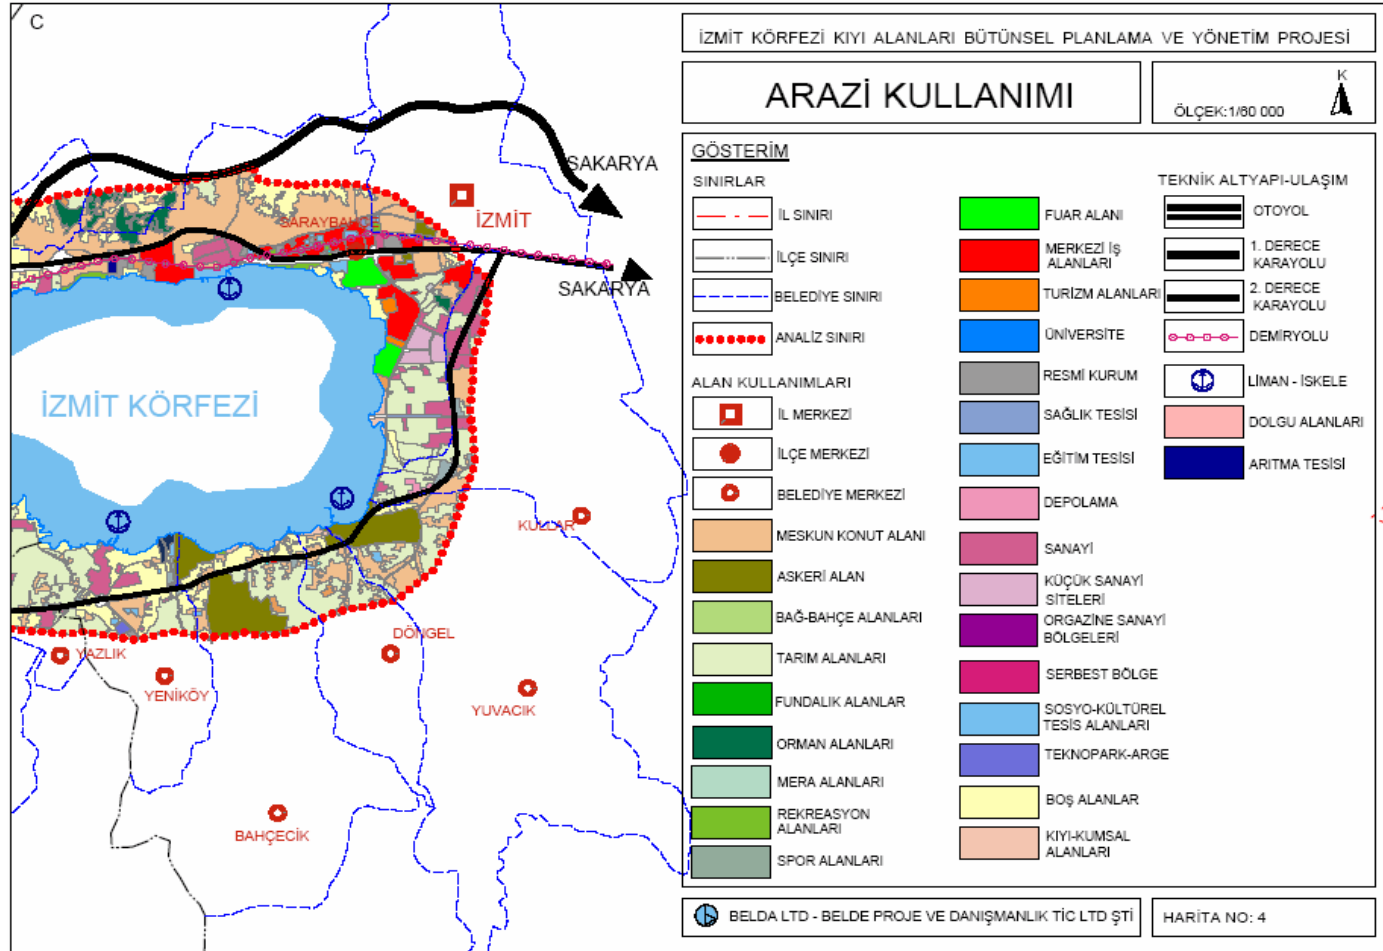 C
SAKARYA
İZMİT
SARAYBAHÇE
SAKARYA
İZMİT KÖRFEZİ
KULLAR
DÖNGEL
YAZLIK
YENİKÖY
YUVACIK
BAHÇECİK
İZMİT KÖRFEZİ KIYI ALANLARI BÜTÜNSEL PLANLAMA VE YÖNETİM PROJESİ
ARAZİ KULLANIMI
K
ÖLÇEK:1/60 000
GÖSTERİM
SINIRLAR
İL SINIRI
İLÇE SINIRI
BELEDİYE SINIRI
ANALİZ SINIRI
ALAN KULLANIMLARI
İL MERKEZİ
İLÇE MERKEZİ
BELEDİYE MERKEZİ
MESKUN KONUT ALANI
ASKERİ ALAN
BAĞ-BAHÇE ALANLARI
TARIM ALANLARI
FUNDALIK ALANLAR
ORMAN ALANLARI
MERA ALANLARI
REKREASYON
ALANLARI
SPOR ALANLARI
FUAR ALANI
MERKEZİ İŞ
ALANLARI
TURİZM ALANLARI
ÜNİVERSİTE
RESMİ KURUM
SAĞLIK TESİSİ
EĞİTİM TESİSİ
DEPOLAMA
SANAYİ
KÜÇÜK SANAYİ
SİTELERİ
ORGAZİNE SANAYİ
BÖLGELERİ
SERBEST BÖLGE
SOSYO-KÜLTÜREL
TESİS ALANLARI
TEKNOPARK-ARGE
BOŞ ALANLAR
KIYI-KUMSAL
ALANLARI
TEKNİK ALTYAPI-ULAŞIM
OTOYOL
1. DERECE
KARAYOLU
2. DERECE
KARAYOLU
DEMİRYOLU
LİMAN - İSKELE
DOLGU ALANLARI
ARITMA TESİSİ
BELDA LTD - BELDE PROJE VE DANIŞMANLIK TİC LTD ŞTİ
HARİTA NO: 4